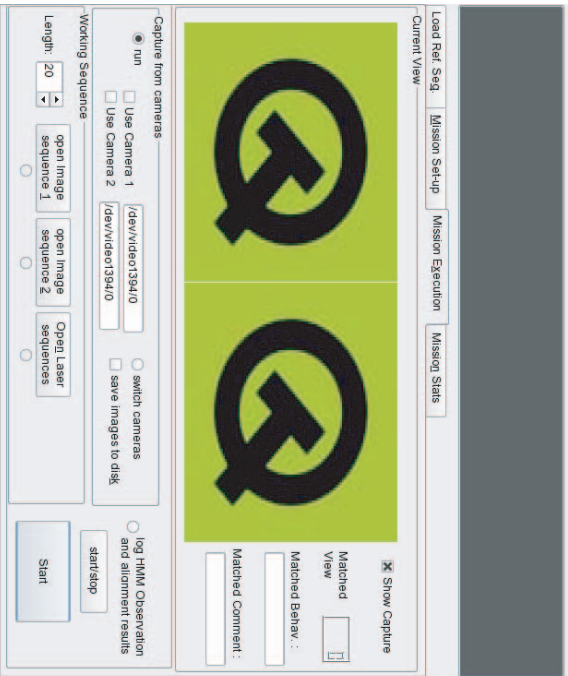 Load Ref. Seq.
Mission Set-up
Mission Execution
Mission Stats
Current View
Show Capture
Matched
View
Matched Behav. :
Matched Comment :
Capture from cameras
run
Use Camera 1
/dev/video1394/0
switch cameras
Use Camera 2
/dev/video1394/0
save images to disk
log HMM Observation
and alionment results
start/stop
Working Sequence
Length:
20
open Image
sequence 1
open Image
sequence 2
Open Laser
sequences
Start